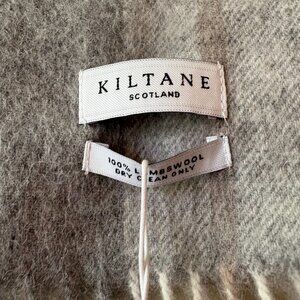 KILTANE
SCOTLAND
100% LAMBSWOOL
DRY CLEAN ONLY